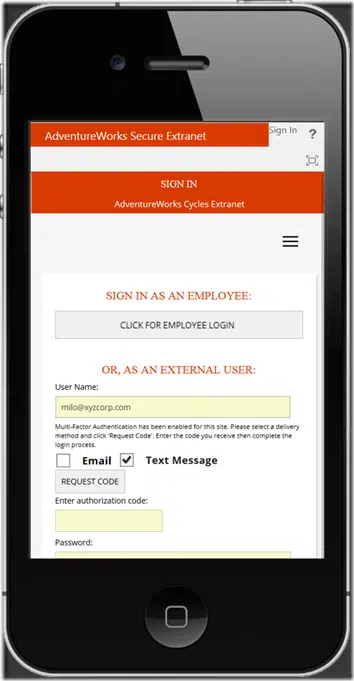 AdventureWorks Secure Extranet
Sign In
?
SIGN IN
AdventureWorks Cycles Extranet
SIGN IN AS AN EMPLOYEE:
CLICK FOR EMPLOYEE LOGIN
OR, AS AN EXTERNAL USER:
User Name:
milo@xyzcorp.com
Multi-Factor Authentication has been enabled for this site. Please select a delivery
method and click 'Request Code'. Enter the code you receive then complete the
login process.
Email Text Message
REQUEST CODE
Enter authorization code:
Password: